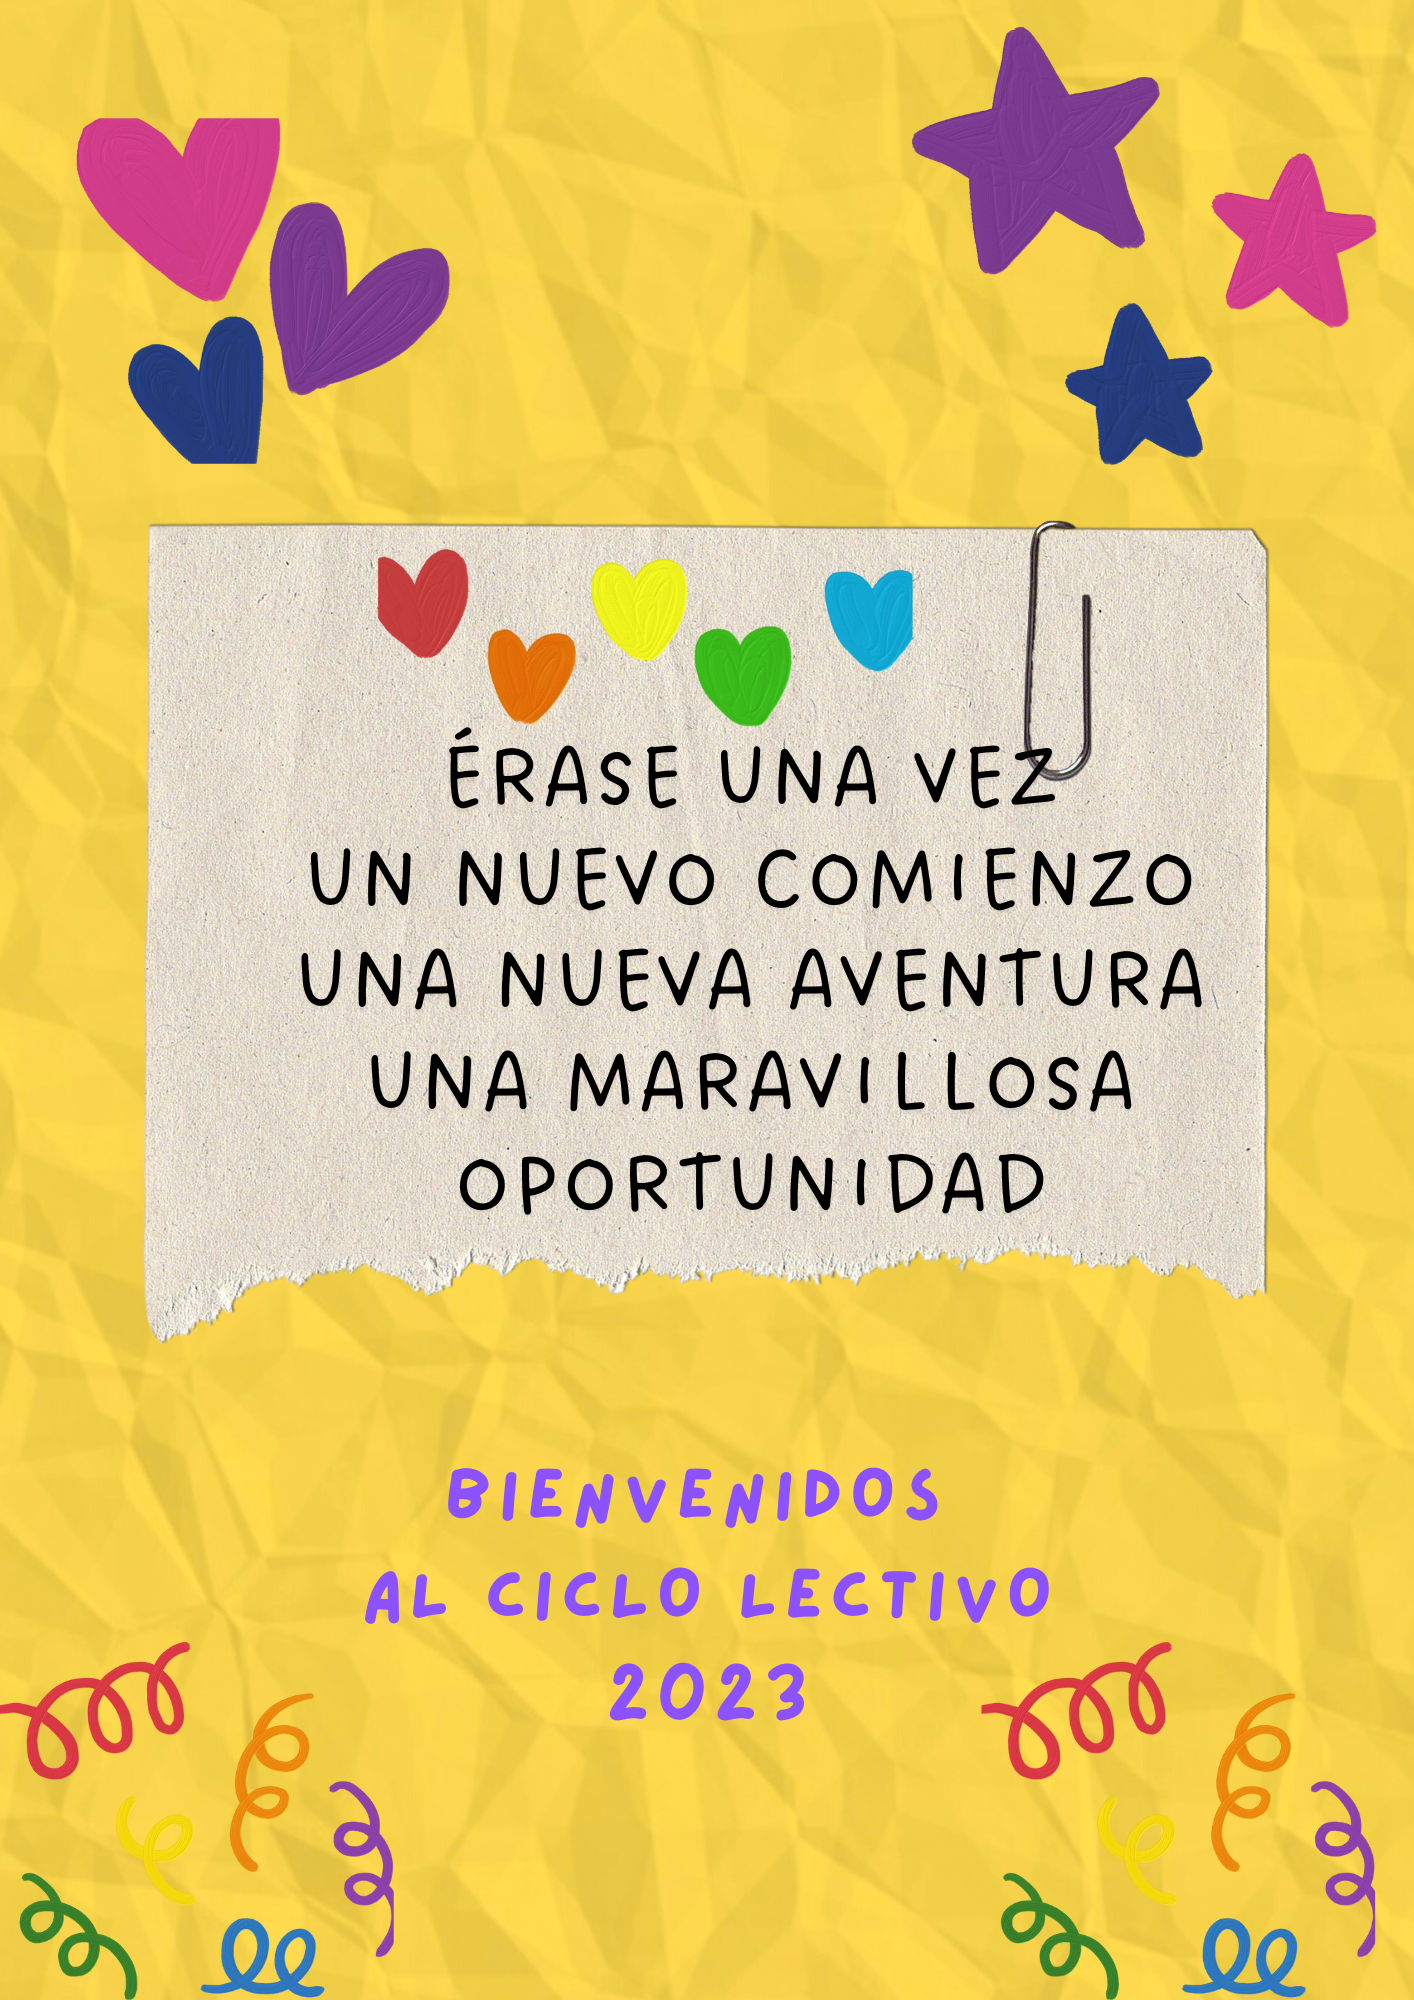 ÉRASE UNA VEZ
UN NUEVO COMIENZO
UNA NUEVA AVENTURA
UNA MARAVILLOSA
OPORTUNIDAD
BIENVENIDOS
AL CICLO LECTIVO
2023